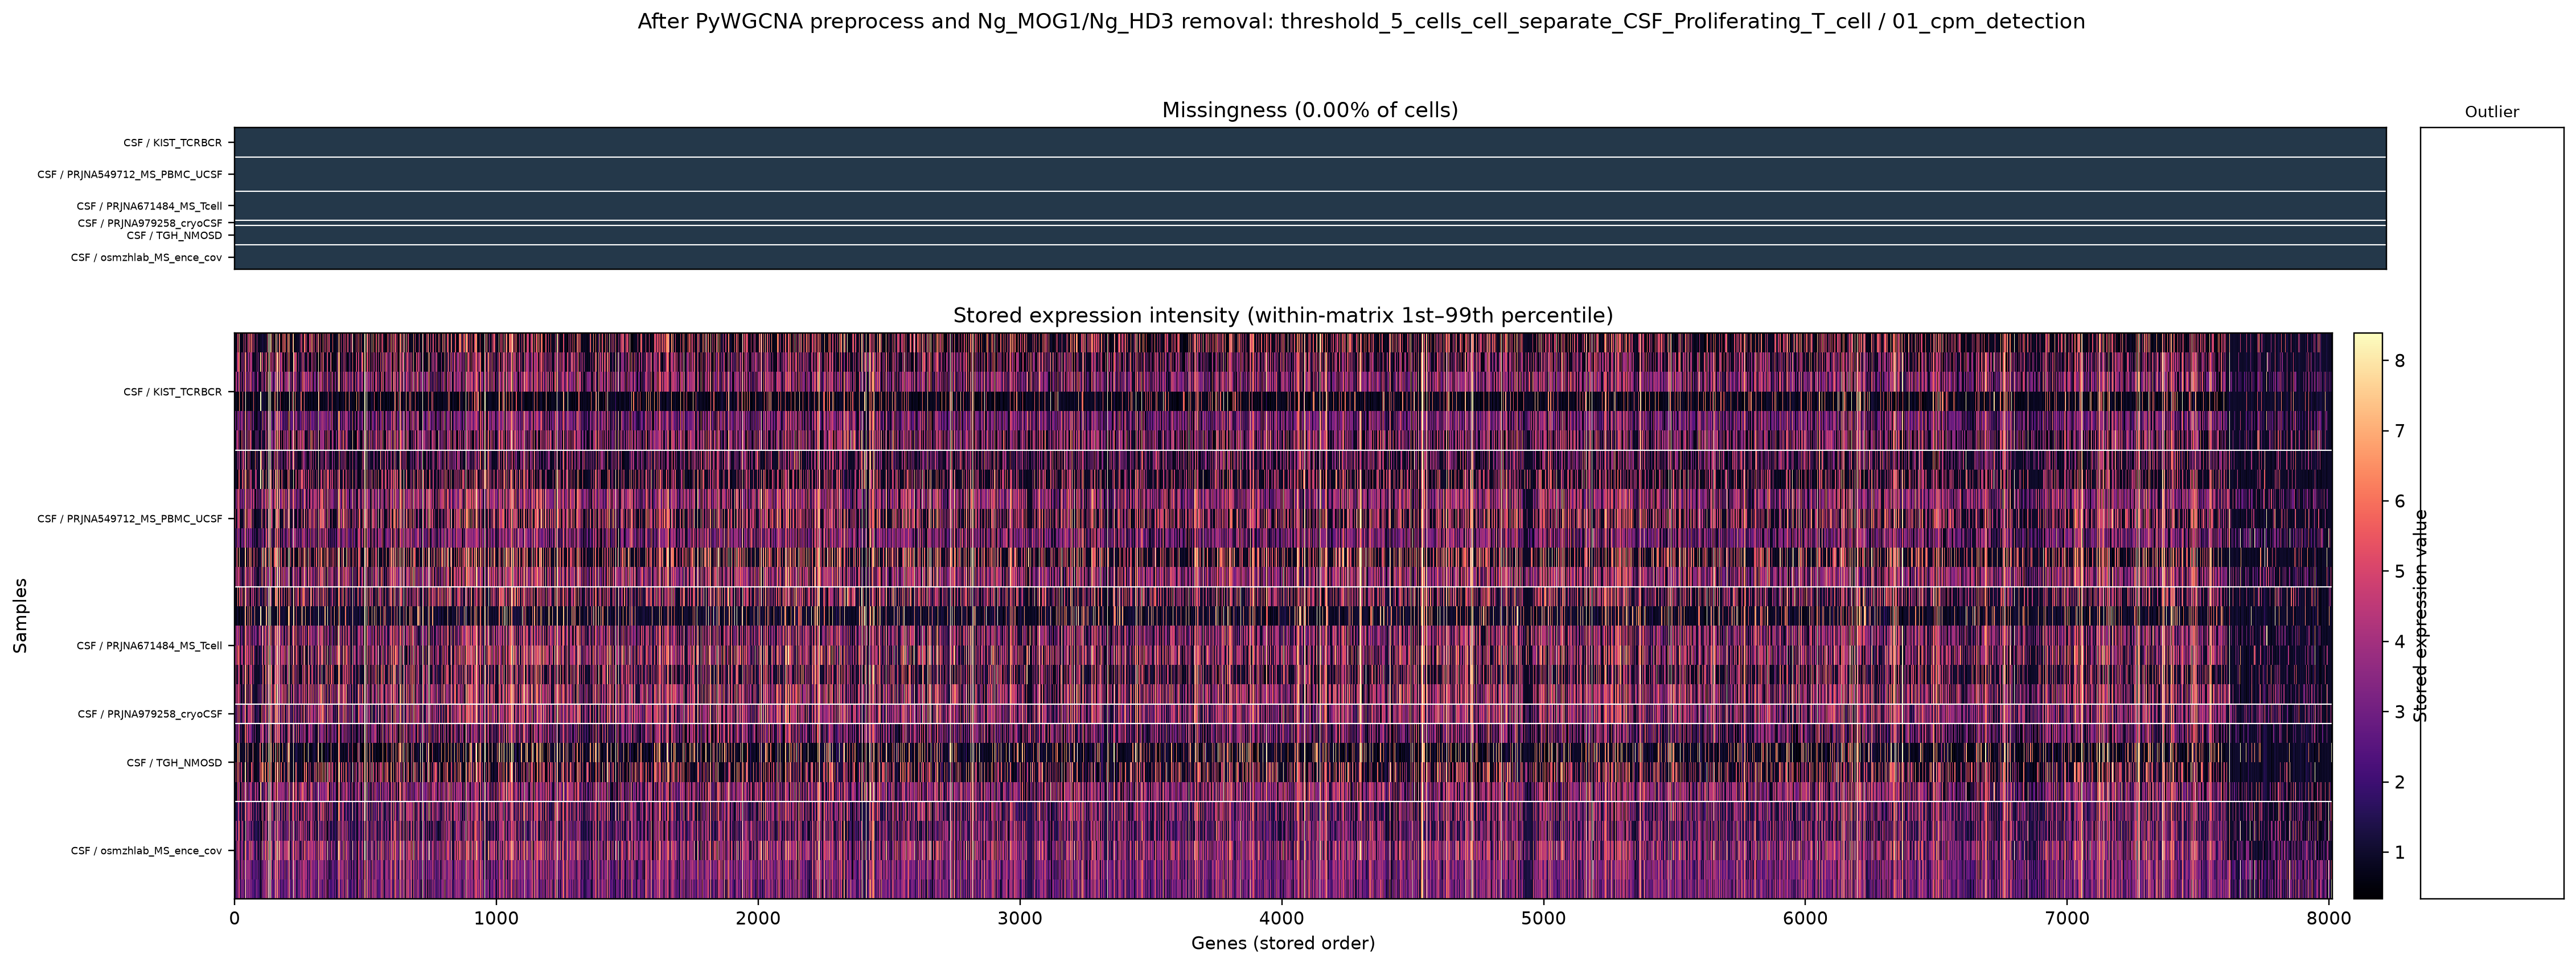 After PyWGCNA preprocess and Ng_MOG1/Ng_HD3 removal: threshold_5_cells_cell_separate_CSF_Proliferating_T_cell / 01_cpm_detection
Missingness (0.00% of cells)
Outlier
CSF / KIST_TCRBCR
CSF / PRJNA549712_MS_PBMC_UCSF
CSF / PRJNA671484_MS_Tcell
CSF / PRJNA979258_cryoCSF
CSF / TGH_NMOSD
CSF / osmzhlab_MS_ence_cov
Stored expression intensity (within-matrix 1st–99th percentile)
Samples
CSF / KIST_TCRBCR
CSF / PRJNA549712_MS_PBMC_UCSF
CSF / PRJNA671484_MS_Tcell
CSF / PRJNA979258_cryoCSF
CSF / TGH_NMOSD
CSF / osmzhlab_MS_ence_cov
8
7
6
5
4
3
2
1
Stored expression value
0 1000 2000 3000 4000 5000 6000 7000 8000
Genes (stored order)